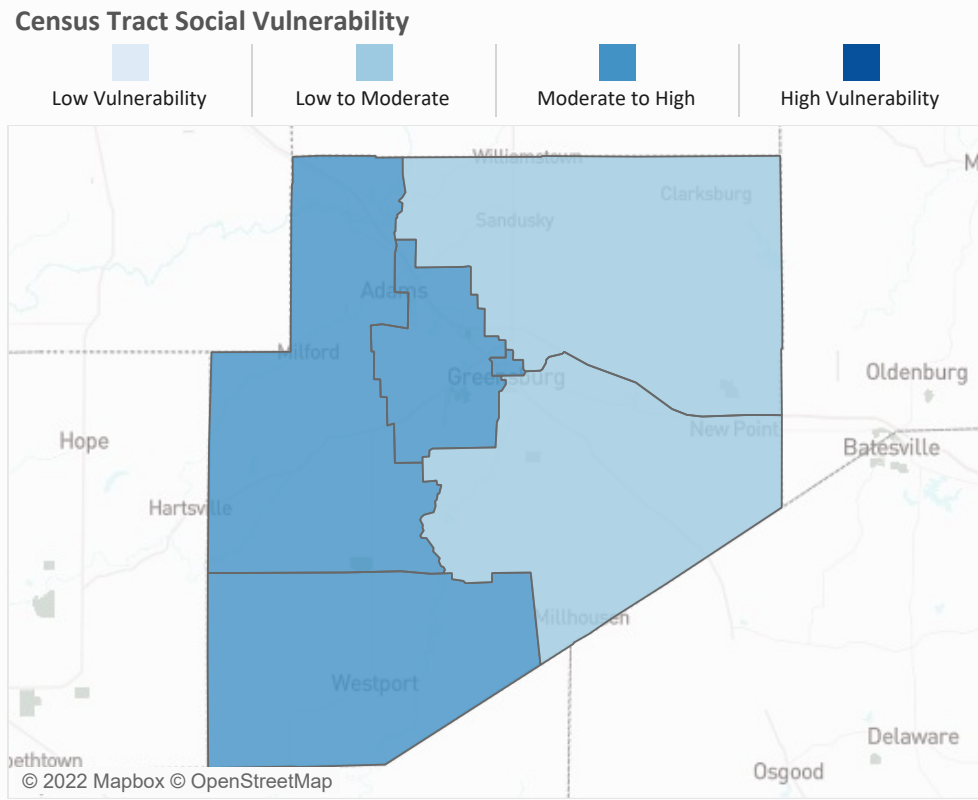 Census Tract Social Vulnerability
Low Vulnerability
Low to Moderate
Moderate to High
High Vulnerability
Williamstown
M
Clarksburg
Sandusky
Adams
Milford
Greensburg
Oldenburg
New Point
Hope
Batesville
Hartsville
Millhousen
Westport
Delaware
pethtown
Osgood
© 2022 Mapbox © OpenStreetMap